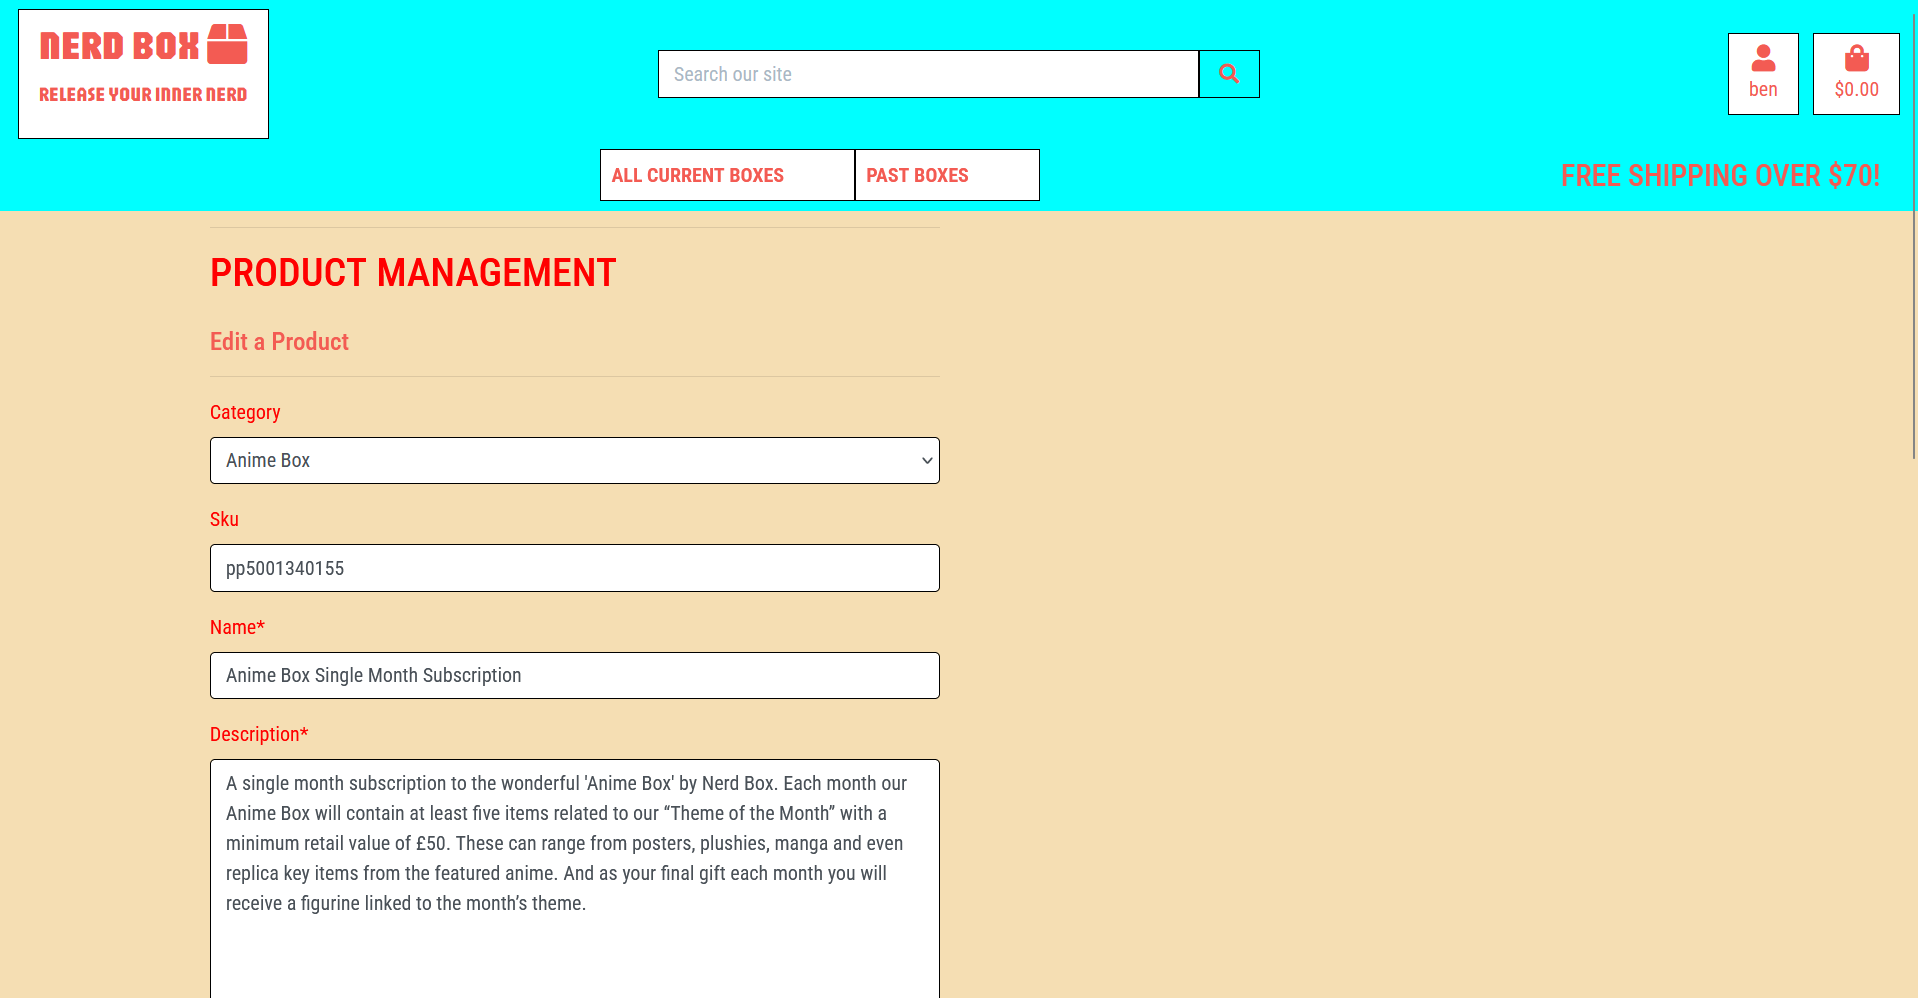 NERD BOX
RELEASE YOUR INNER NERD
Search our site
ben
$0.00
ALL CURRENT BOXES
PAST BOXES
FREE SHIPPING OVER $70!
PRODUCT MANAGEMENT
Edit a Product
Category
Anime Box
Sku
pp5001340155
Name*
Anime Box Single Month Subscription
Description*
A single month subscription to the wonderful 'Anime Box' by Nerd Box. Each month our
Anime Box will contain at least five items related to our “Theme of the Month” with a
minimum retail value of £50. These can range from posters, plushies, manga and even
replica key items from the featured anime. And as your final gift each month you will
receive a figurine linked to the month’s theme.